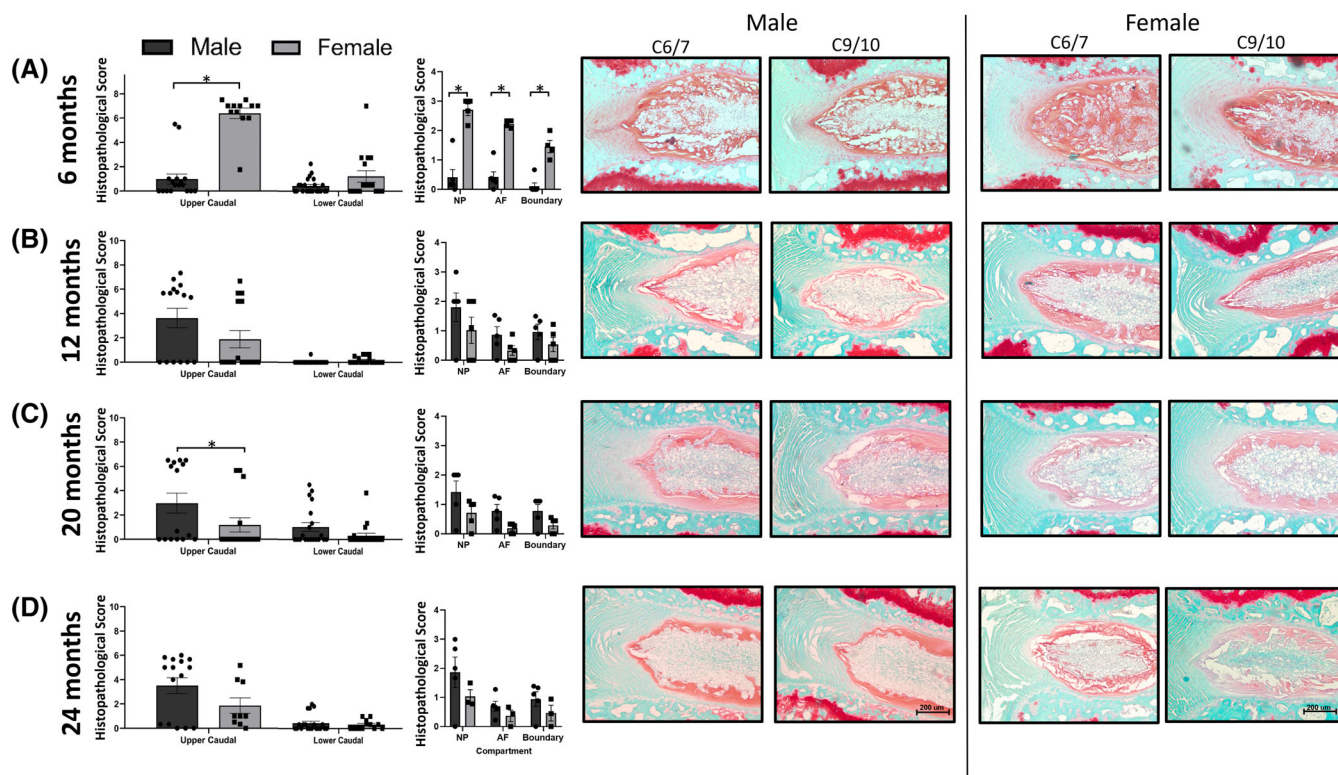 Male Female
Male Female
C6/7 C9/10 C6/7 C9/10
(A)
6 months
Histopathological Score
8
6
4
2
0
*
Upper Caudal Lower Caudal
Histopathological Score
3
2
1
0
* * *
NP AF Boundary
(B)
12 months
Histopathological Score
10
8
6
4
2
0
Upper Caudal Lower Caudal
Histopathological Score
4
3
2
1
0
NP AF Boundary
(C)
20 months
Histopathological Score
10
8
6
4
2
0
*
Upper Caudal Lower Caudal
Histopathological Score
4
3
2
1
0
NP AF Boundary
(D)
24 months
Histopathological Score
10
8
6
4
2
0
Upper Caudal Lower Caudal
Histopathological Score
4
3
2
1
0
NP AF Boundary
Compartment
200 um
200 um